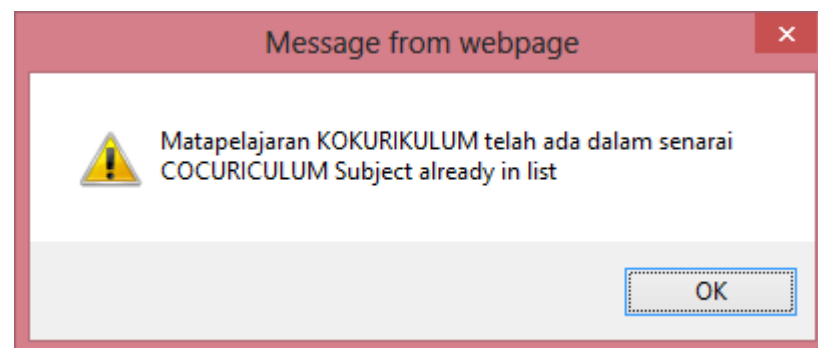 Message from webpage
Matapelajaran KOKURIKULUM telah ada dalam senarai
COCURICULUM Subject already in list
OK